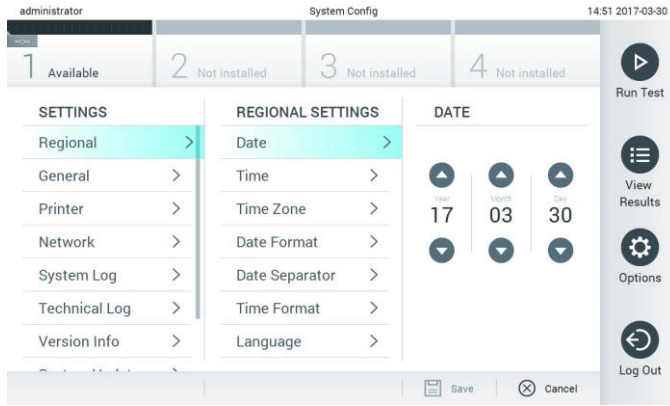 administrator
System Config
14:51 2017-03-30
1 Available
2 Not installed
3 Not installed
4 Not installed
SETTINGS
Regional
General
Printer
Network
System Log
Technical Log
Version Info
REGIONAL SETTINGS
Date
Time
Time Zone
Date Format
Date Separator
Time Format
Language
DATE
Year Month Day
17 03 30
Save
Cancel
Run Test
View
Results
Options
Log Out